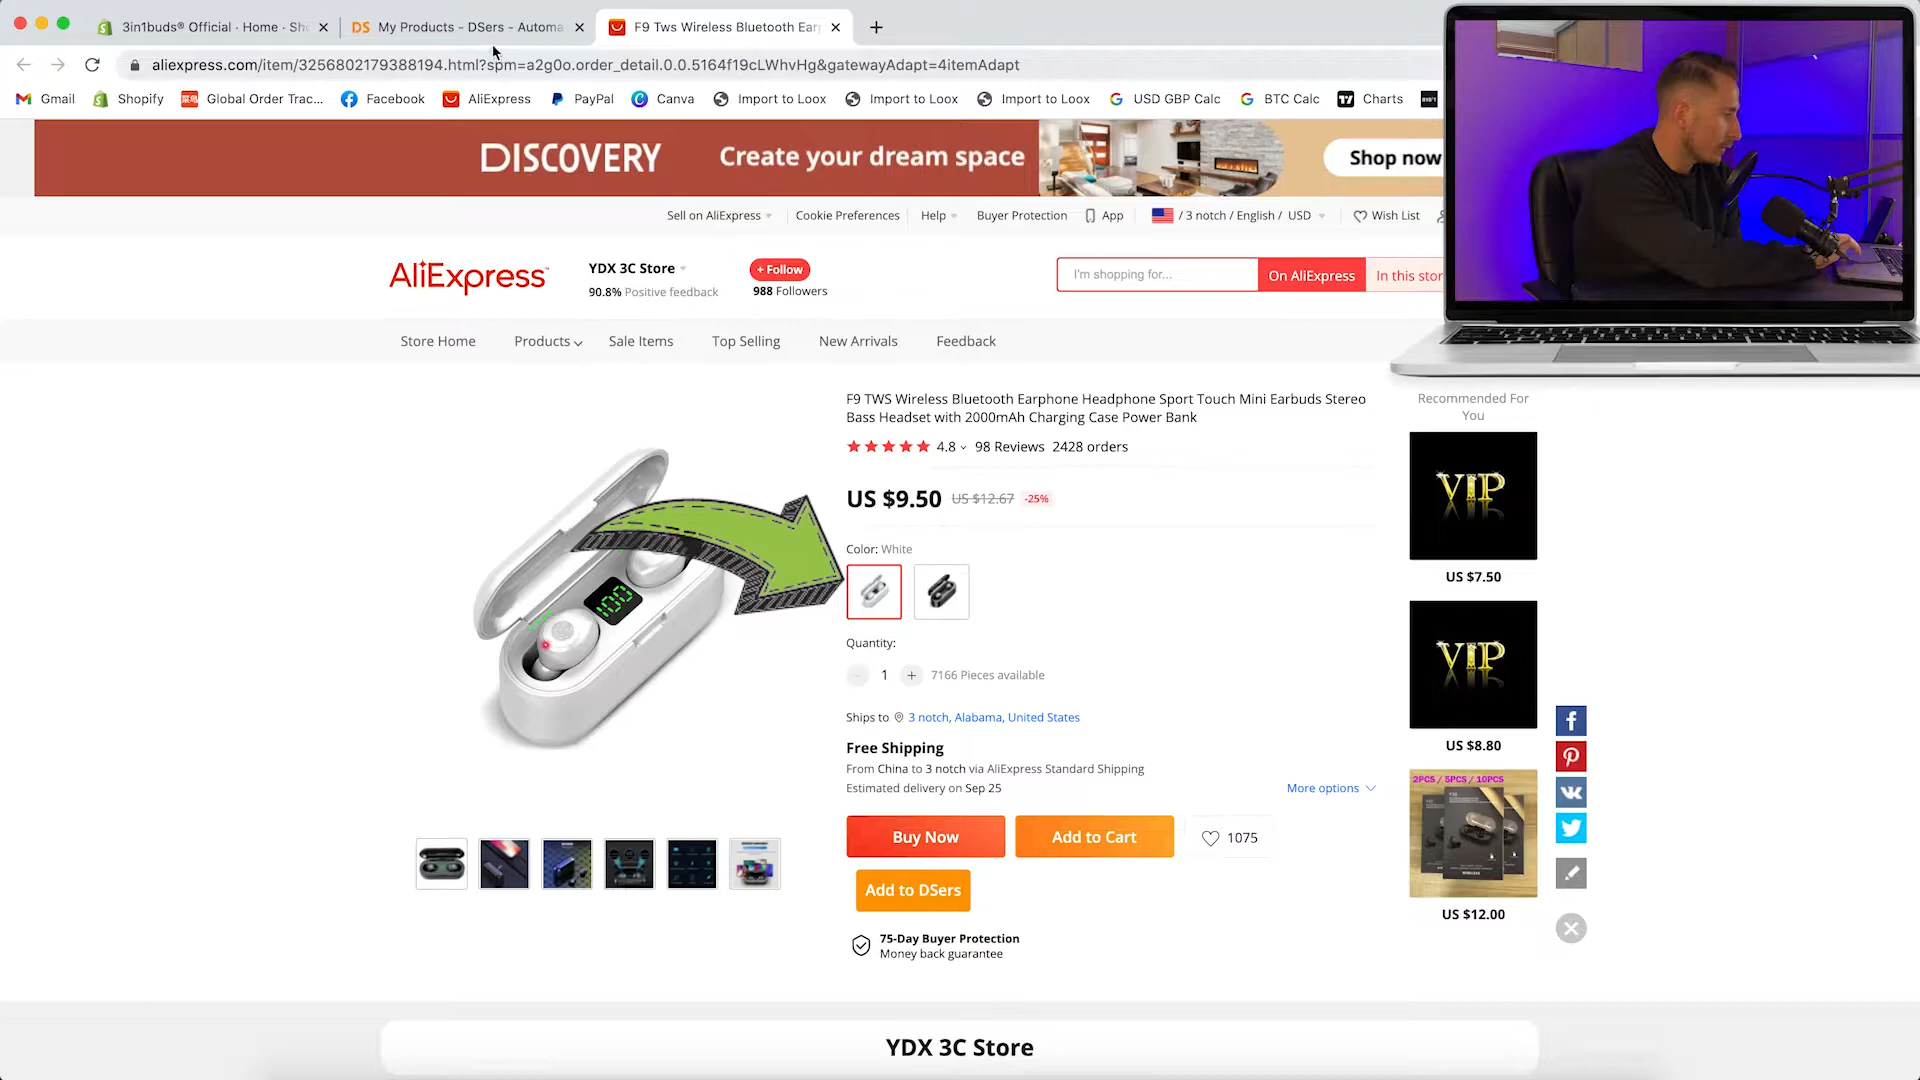 3in1buds® Official · Home · Sh
DS My Products - DSers - Automa
F9 Tws Wireless Bluetooth Ear
aliexpress.com/item/3256802179388194.html?spm=a2g0o.order_detail.0.0.5164f19cLWhvHg&gatewayAdapt=4itemAdapt
Gmail Shopify Global Order Trac... Facebook AliExpress PayPal Canva Import to Loox Import to Loox Import to Loox USD GBP Calc BTC Calc Charts
DISCOVERY Create your dream space Shop now
Sell on AliExpress Cookie Preferences Help Buyer Protection App / 3 notch / English / USD Wish List
AliExpress
YDX 3C Store
90.8% Positive feedback
+ Follow
988 Followers
I'm shopping for...
On AliExpress
In this stor
Store Home Products Sale Items Top Selling New Arrivals Feedback
F9 TWS Wireless Bluetooth Earphone Headphone Sport Touch Mini Earbuds Stereo
Bass Headset with 2000mAh Charging Case Power Bank
4.8 98 Reviews 2428 orders
US $9.50 US $12.67 -25%
Color: White
100
Quantity:
1 + 7166 Pieces available
Ships to 3 notch, Alabama, United States
Free Shipping
From China to 3 notch via AliExpress Standard Shipping
Estimated delivery on Sep 25
More options
Buy Now
Add to Cart
1075
Add to DSers
75-Day Buyer Protection
Money back guarantee
Recommended For
You
VIP
US $7.50
VIP
US $8.80
2PCS / 5PCS / 10PCS
US $12.00
YDX 3C Store